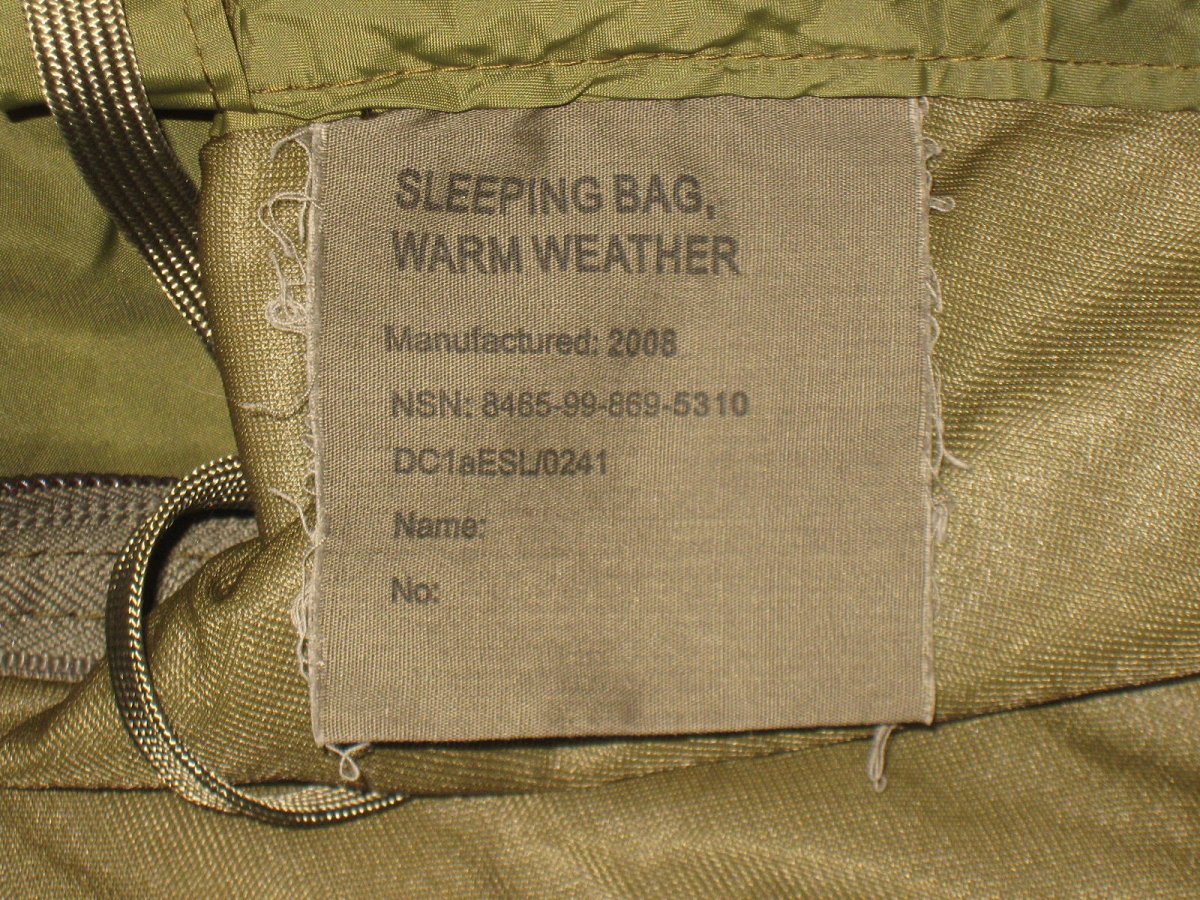 SLEEPING BAG,
WARM WEATHER
Manufactured: 2008
NSN: 8465-99-869-5310
DC1aESL/0241
Name:
No: